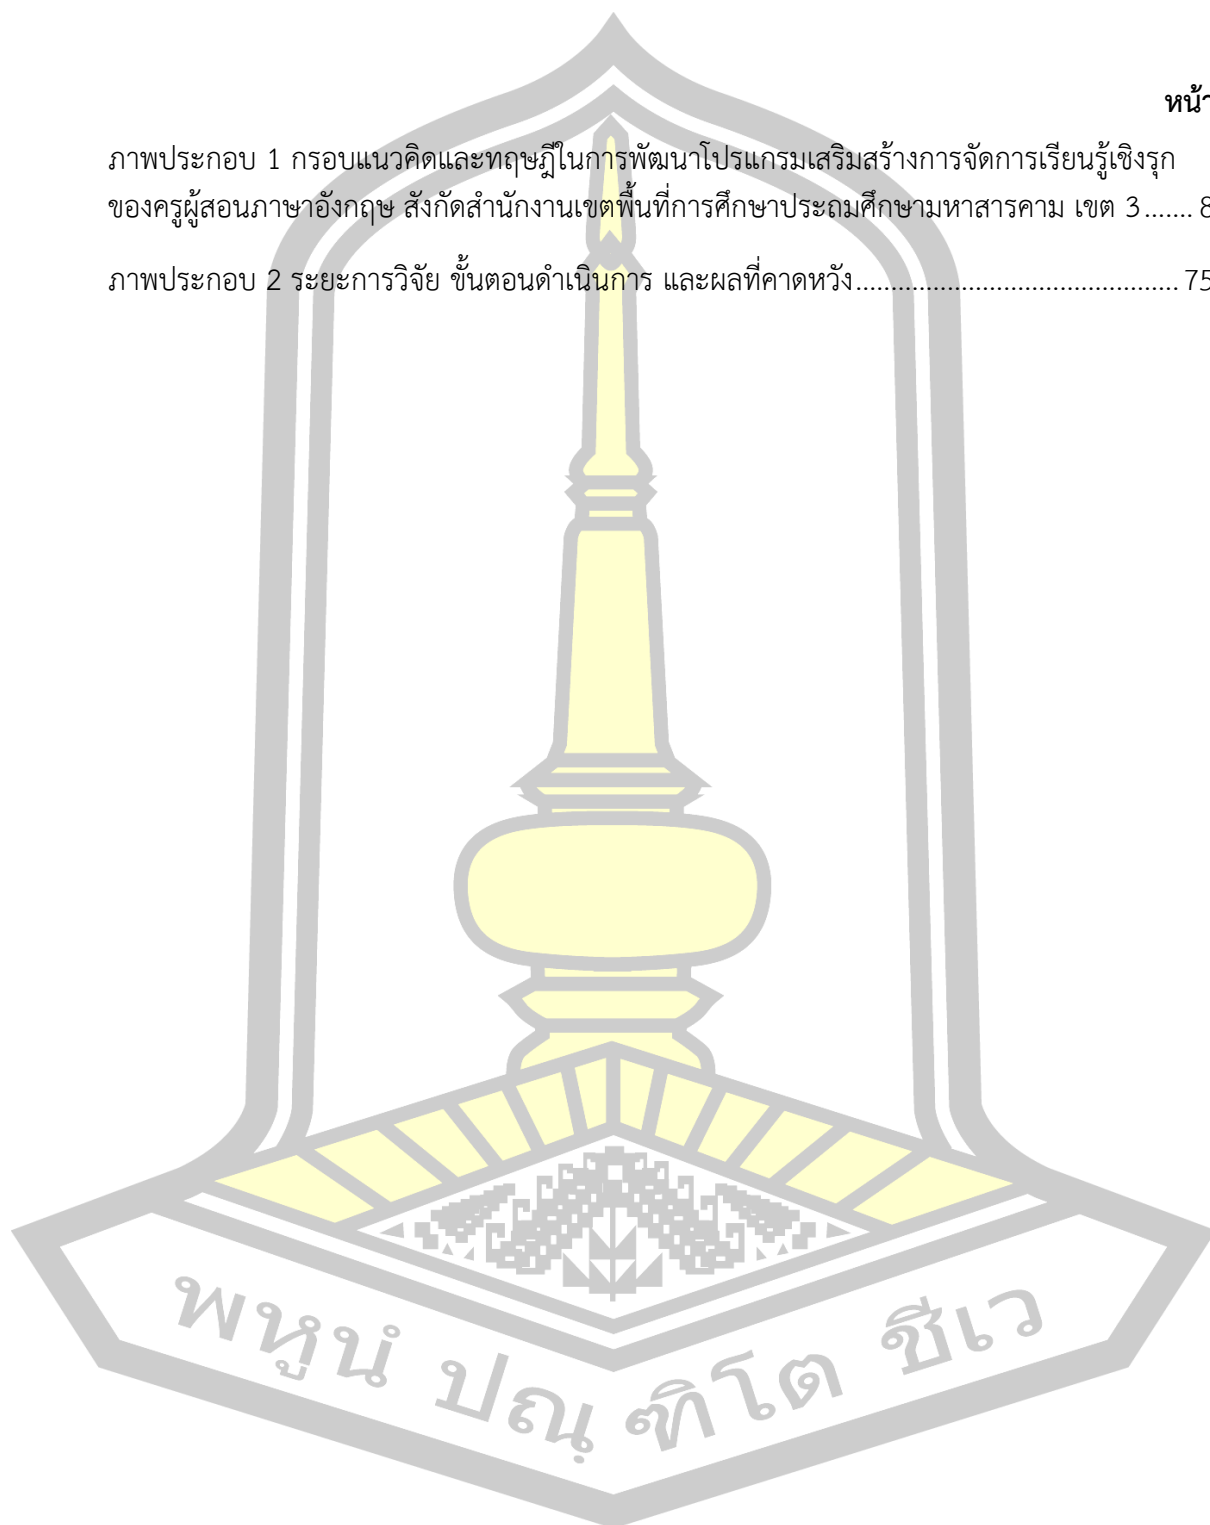 หน้า
ภาพประกอบ 1 กรอบแนวคิดและทฤษฎีในการพัฒนาโปรแกรมเสริมสร้างการจัดการเรียนรู้เชิงรุก
ของครูผู้สอนภาษาอังกฤษ สังกัดสำนักงานเขตพื้นที่การศึกษาประถมศึกษามหาสารคาม เขต 3....... 8
ภาพประกอบ 2 ระยะการวิจัย ขั้นตอนดำเนินการ และผลที่คาดหวัง.............................................. 75
พหูนํ ปณฺฑิโต ชีเว